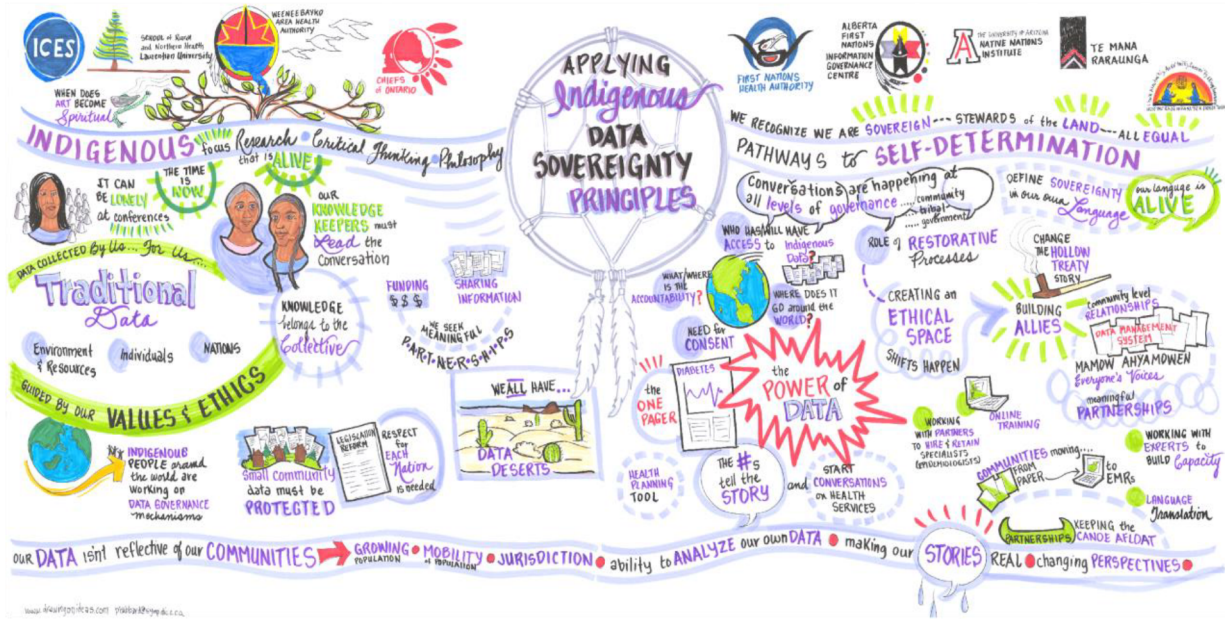 ICES
SCHOOL of Rural
and Northern Health
Laurentian University
WEENEEBAYKO
AREA HEALTH
AUTHORITY
CHIEFS
of ONTARIO
WHEN DOES
ART BECOME
Spiritual
INDIGENOUS focus Research • Critical Thinking • Philosophy
that is ALIVE
IT CAN
BE LONELY
at conferences
THE TIME
IS
NOW
OUR
KNOWLEDGE
KEEPERS must
Lead the
Conversation
DATA COLLECTED By Us... FOR Us...
Traditional
Data
Environment
& Resources
Individuals
NATIONS
KNOWLEDGE
belongs to the
Collective
FUNDING
$ $ $
SHARING
INFORMATION
WE SEEK
MEANINGFUL
P•A•R•T•N•E•R•S•H•I•P•S
GUIDED BY OUR VALUES & ETHICS
INDIGENOUS
PEOPLE around
the world are
working on
DATA GOVERNANCE
mechanisms
Small Community
data must be
PROTECTED
LEGISLATION
REFORM
RESPECT
for
EACH
Nation
is needed
WE ALL HAVE...
DATA
DESERTS
APPLYING
Indigenous
DATA
SOVEREIGNTY
PRINCIPLES
FIRST NATIONS
HEALTH AUTHORITY
ALBERTA
FIRST
NATIONS
INFORMATION
GOVERNANCE
CENTRE
A
THE UNIVERSITY of ARIZONA
NATIVE NATIONS
INSTITUTE
TE MANA
RARAUNGA
WE RECOGNIZE WE ARE SOVEREIGN --- STEWARDS of the LAND --- ALL EQUAL
PATHWAYS to SELF-DETERMINATION
Conversations are happening at
all levels of governance
.... community
.... tribal
.... government
DEFINE SOVEREIGNTY
in our own
Language
our language is
ALIVE
WHO HAS/WILL HAVE
ACCESS to Indigenous
Data?
WHAT/WHERE
IS THE
ACCOUNTABILITY?
WHERE DOES IT
GO around the
WORLD?
NEED for
CONSENT
ROLE of RESTORATIVE
Processes
CREATING an
ETHICAL
SPACE
SHIFTS HAPPEN
CHANGE
THE HOLLOW
TREATY
STORY
BUILDING
ALLIES
community level
RELATIONSHIPS
DATA MANAGEMENT
SYSTEM
MAMOW AHYAMOWEN
Everyone's Voices
meaningful
PARTNERSHIPS
the
ONE
PAGER
DIABETES
the
POWER of
DATA
HEALTH
PLANNING
TOOL
THE #s
tell the
STORY
and
START
CONVERSATIONS
on HEALTH
SERVICES
WORKING
WITH PARTNERS
TO HIRE & RETAIN
SPECIALISTS
(EPIDEMIOLOGISTS)
ONLINE
TRAINING
COMMUNITIES moving....
FROM
PAPER
to
EMRs
WORKING WITH
EXPERTS to
BUILD Capacity
LANGUAGE
Translation
PARTNERSHIPS
KEEPING the
CANOE AFLOAT
our DATA isn't reflective of our COMMUNITIES GROWING POPULATION • MOBILITY of POPULATION • JURISDICTION • ability to ANALYZE our own DATA • making our STORIES REAL • changing PERSPECTIVES •